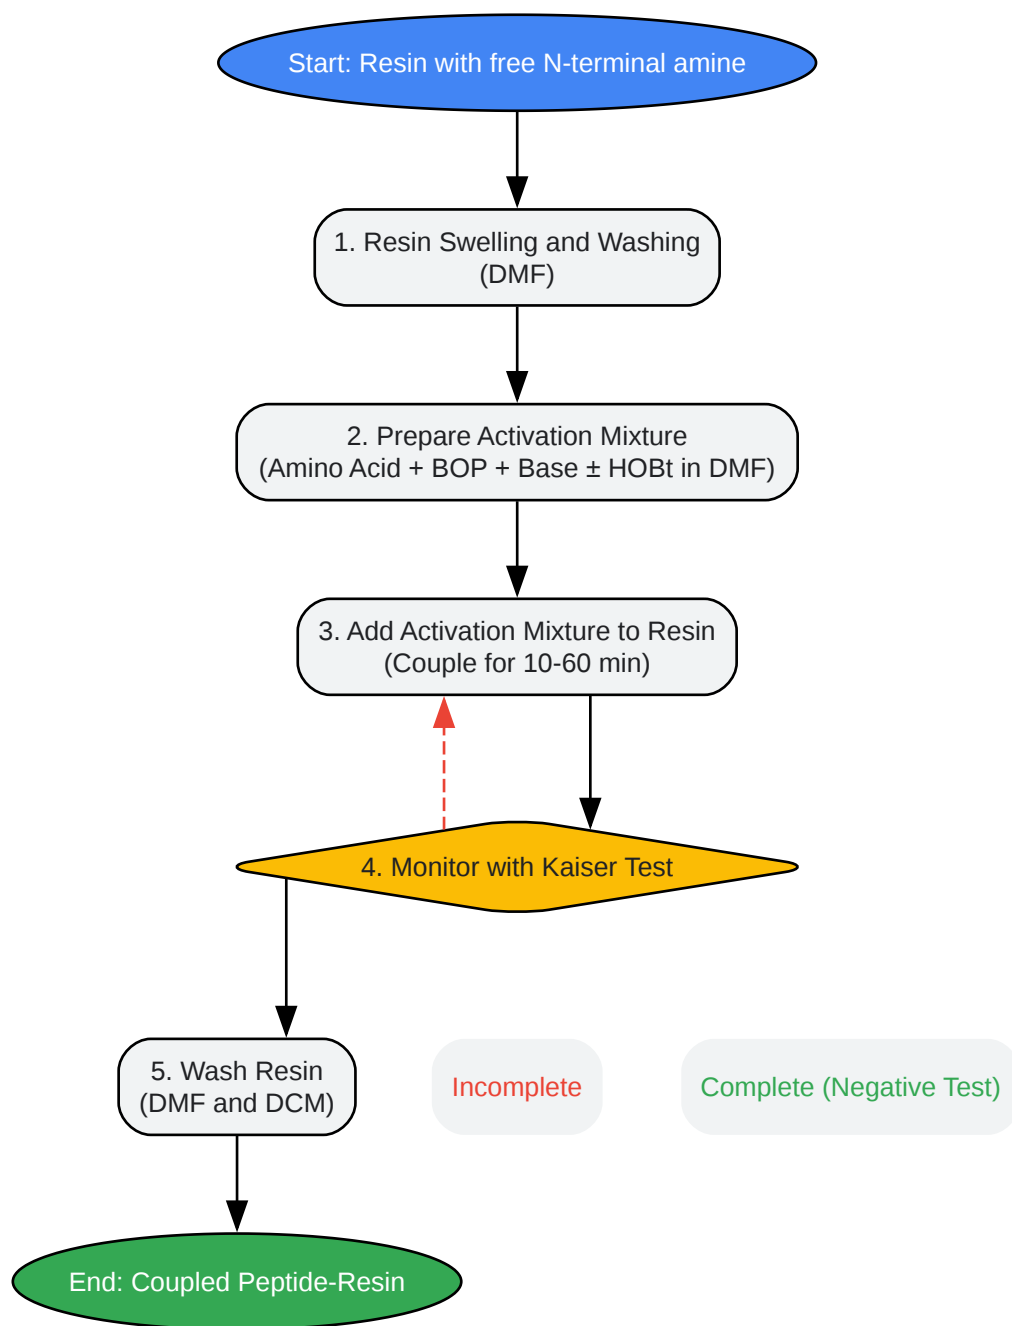 Start: Resin with free N-terminal amine
1. Resin Swelling and Washing
(DMF)
2. Prepare Activation Mixture
(Amino Acid + BOP + Base ± HOBt in DMF)
3. Add Activation Mixture to Resin
(Couple for 10-60 min)
4. Monitor with Kaiser Test
5. Wash Resin
(DMF and DCM)
Incomplete
Complete (Negative Test)
End: Coupled Peptide-Resin